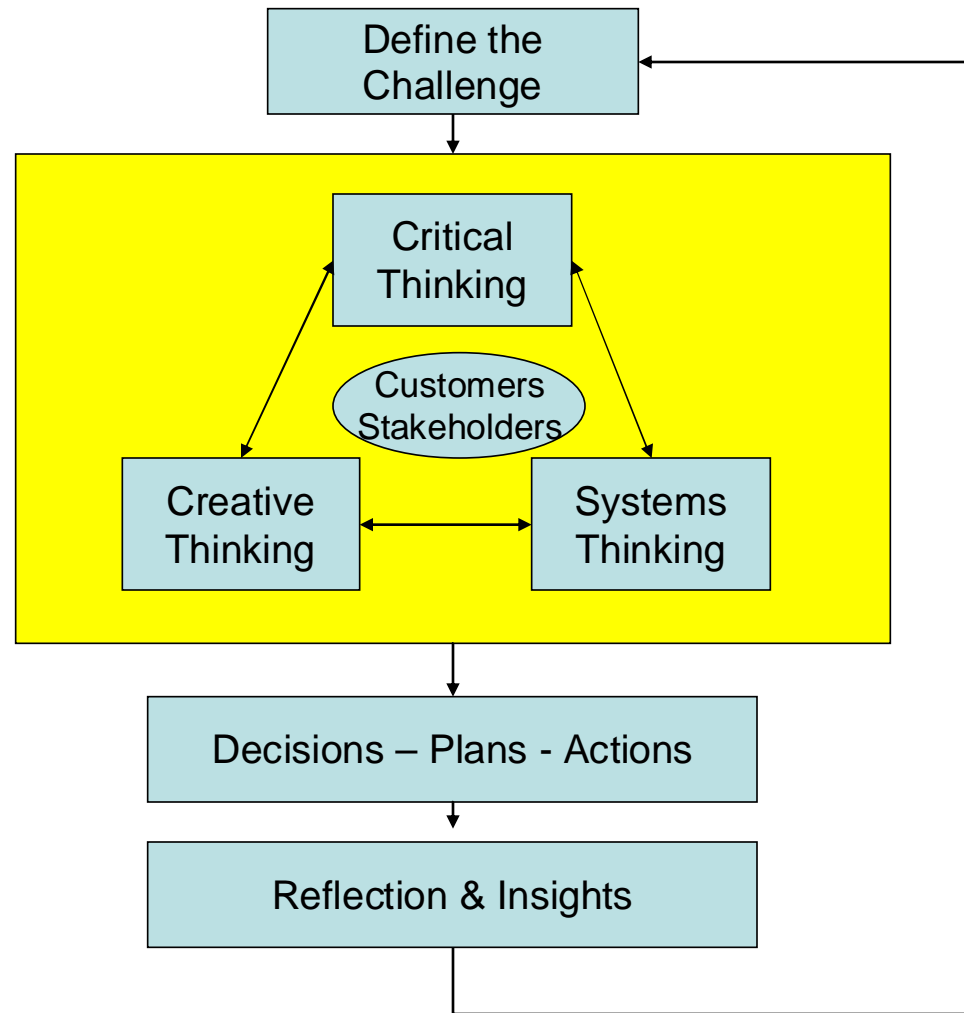 Define the
Challenge
Critical
Thinking
Customers
Stakeholders
Creative
Thinking
Systems
Thinking
Decisions – Plans - Actions
Reflection & Insights